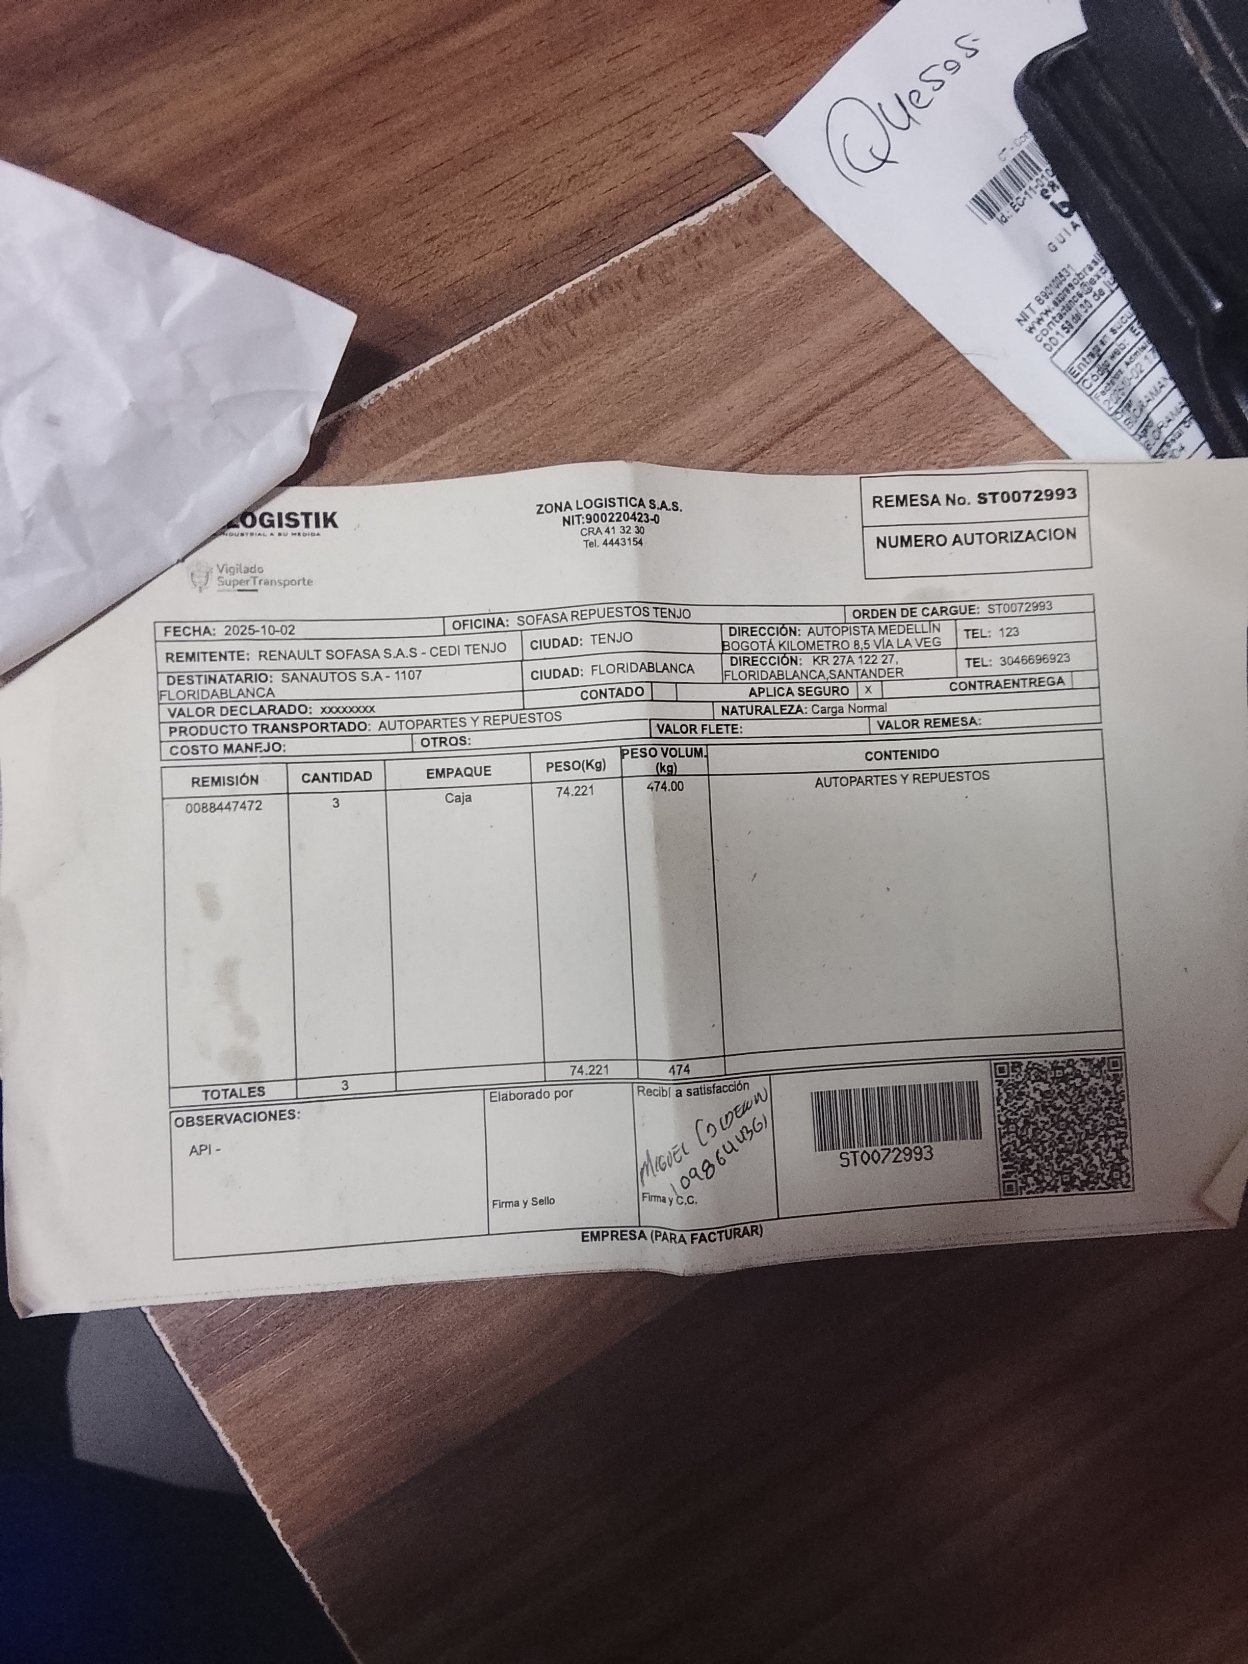 Quesos
GUIA
LOGISTIK
Vigilado
SuperTransporte
ZONA LOGISTICA S.A.S.
NIT:900220423-0
CRA 41 32 30
Tel. 4443154
REMESA No. ST0072993
NUMERO AUTORIZACION
FECHA: 2025-10-02 OFICINA: SOFASA REPUESTOS TENJO ORDEN DE CARGUE: ST0072993
REMITENTE: RENAULT SOFASA S.A.S - CEDI TENJO CIUDAD: TENJO DIRECCIÓN: AUTOPISTA MEDELLÍN TEL: 123
BOGOTÁ KILOMETRO 8,5 VÍA LA VEG
DESTINATARIO: SANAUTOS S.A - 1107 CIUDAD: FLORIDABLANCA DIRECCIÓN: KR 27A 122 27, TEL: 3046696923
FLORIDABLANCA FLORIDABLANCA,SANTANDER
CONTADO APLICA SEGURO X CONTRAENTREGA
VALOR DECLARADO: xxxxxxxx NATURALEZA: Carga Normal
PRODUCTO TRANSPORTADO: AUTOPARTES Y REPUESTOS VALOR FLETE: VALOR REMESA:
COSTO MANEJO: OTROS:
REMISIÓN CANTIDAD EMPAQUE PESO(Kg) PESO VOLUM. (kg) CONTENIDO
0088447472 3 Caja 74.221 474.00 AUTOPARTES Y REPUESTOS
TOTALES 3 74.221 474
OBSERVACIONES: Elaborado por Recibí a satisfacción
API -
MIGUEL
Firma y Sello Firma y C.C.
ST0072993
EMPRESA (PARA FACTURAR)